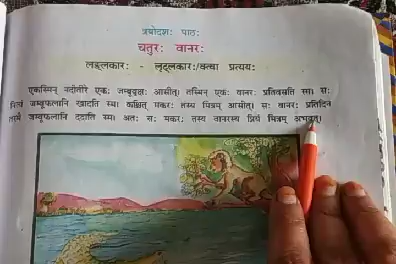 त्रयोदशः पाठः
चतुरः वानरः
लङ्लकारः - लृट्लकारः/क्त्वा प्रत्ययः
एकस्मिन् नदीतीरे एकः जम्बूवृक्षः आसीत्। तस्मिन् एकः वानरः प्रतिवसति स्म। सः
नित्यं जम्बूफलानि खादति स्म। कश्चित् मकरः तस्य मित्रम् आसीत्। सः वानरः प्रतिदिनं
तस्मै जम्बूफलानि ददाति स्म। अतः सः मकरः तस्य वानरस्य प्रियं मित्रम् अभवत्।